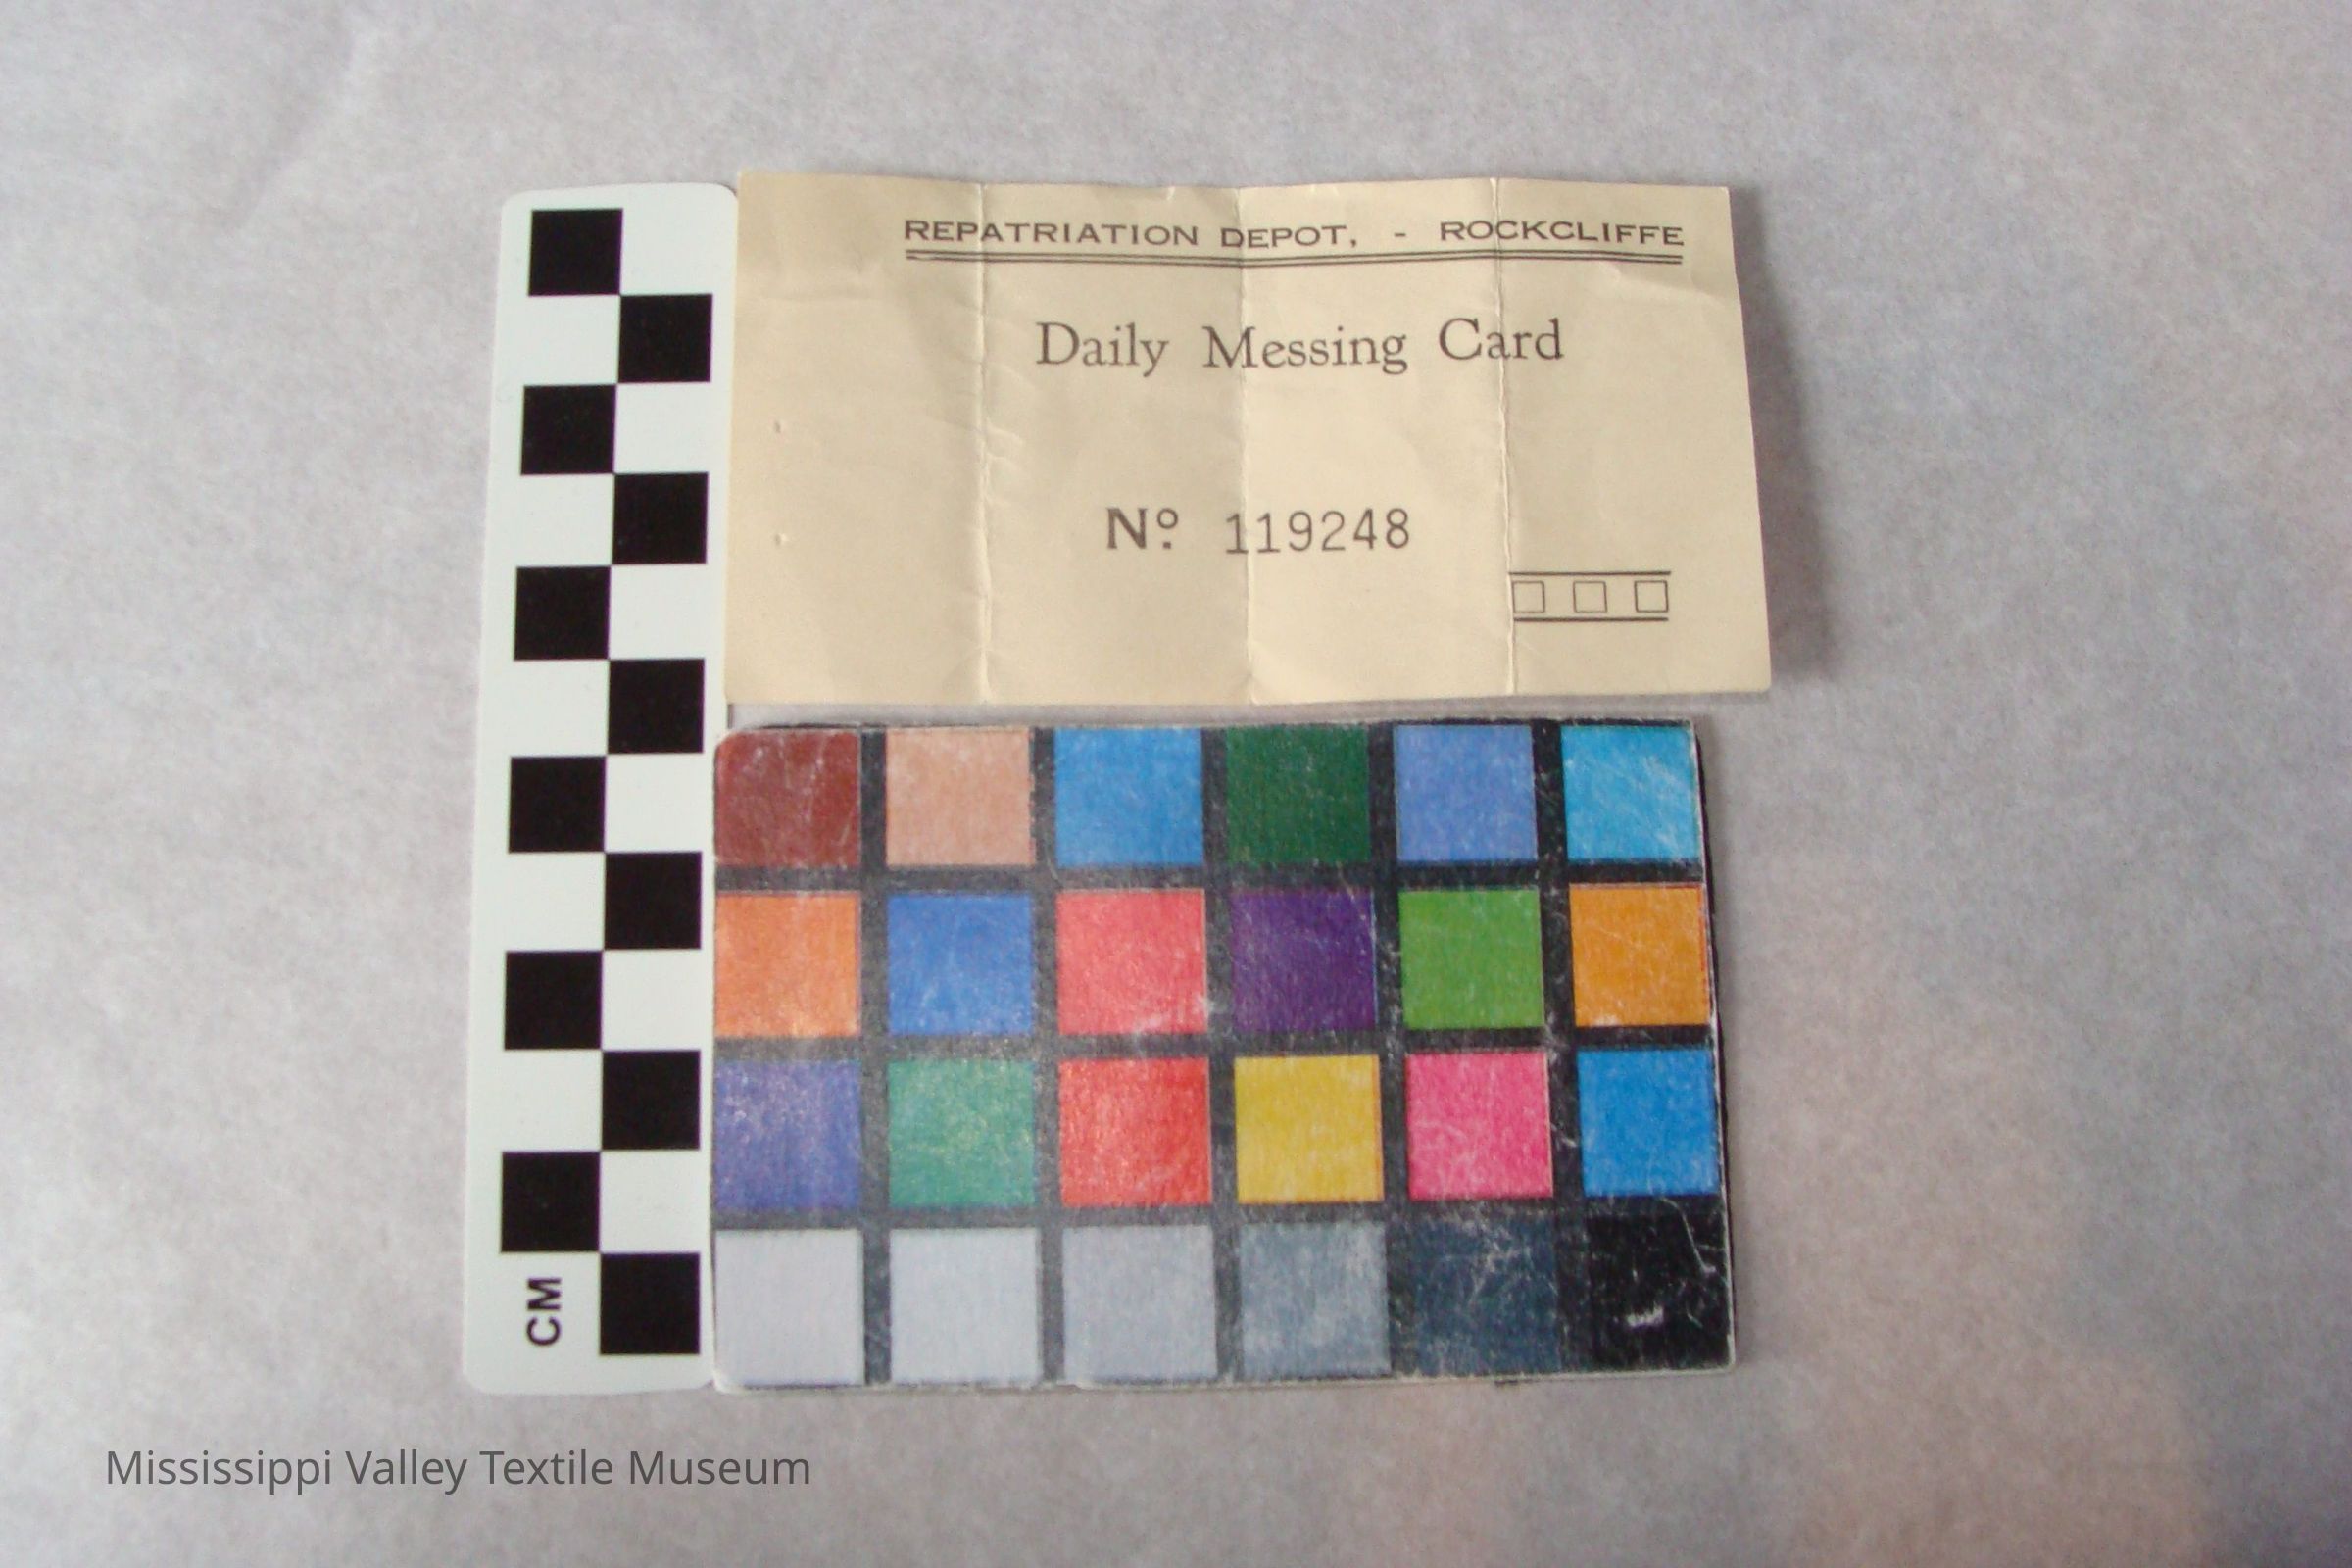 REPATRIATION DEPOT, - ROCKCLIFFE
Daily Messing Card
Nº 119248
CM
Mississippi Valley Textile Museum